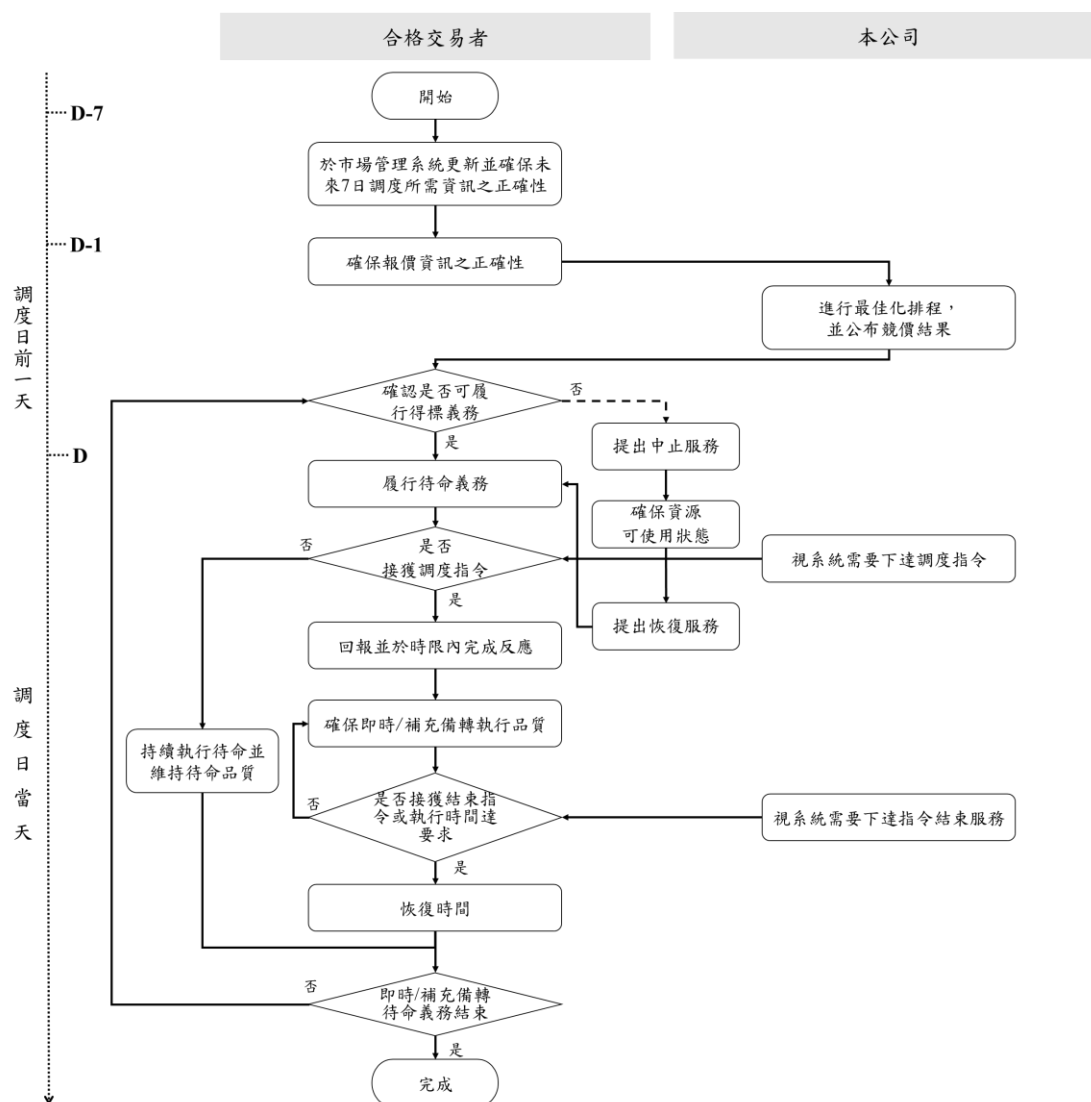 合格交易者
本公司
開始
D-7
於市場管理系統更新並確保未
來7日調度所需資訊之正確性
D-1
確保報價資訊之正確性
調度日前一天
進行最佳化排程，
並公布競價結果
確認是否可履
行得標義務
否
是
D
提出中止服務
履行待命義務
確保資源
可使用狀態
是否
接獲調度指令
否
是
視系統需要下達調度指令
提出恢復服務
回報並於時限內完成反應
調度日當天
確保即時/補充備轉執行品質
持續執行待命並
維持待命品質
是否接獲結束指
令或執行時間達
要求
否
是
視系統需要下達指令結束服務
恢復時間
即時/補充備轉
待命義務結束
否
是
完成